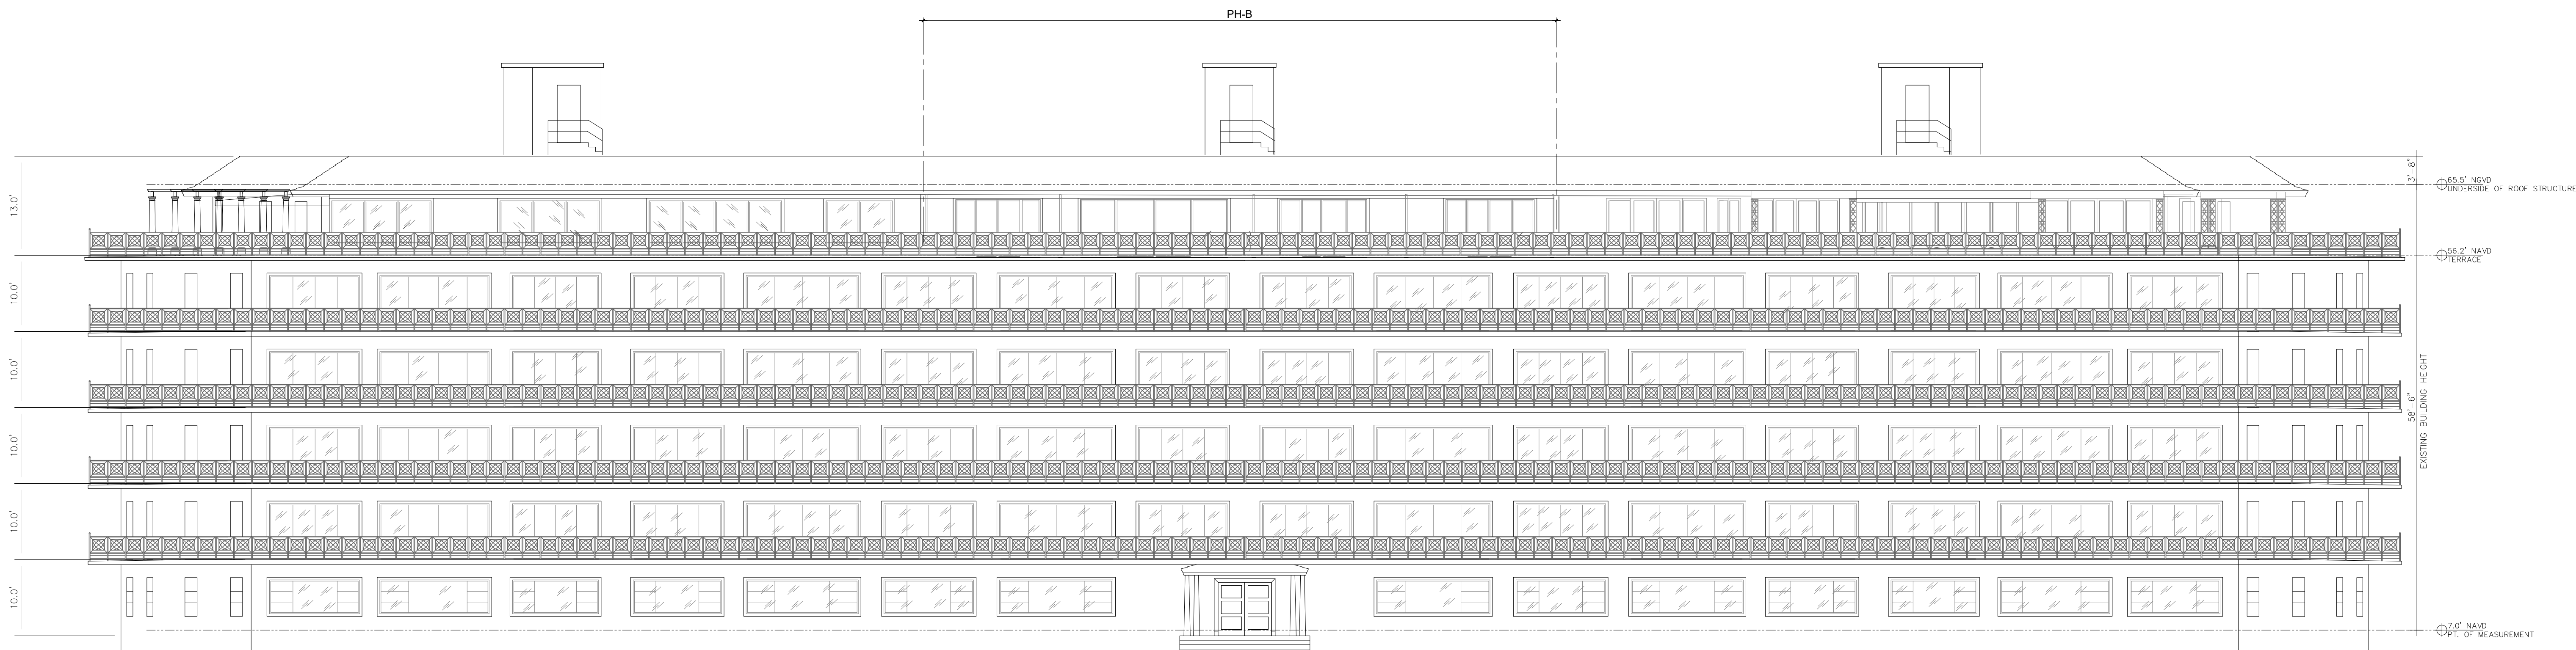 PH-B
13.0'
10.0'
10.0'
10.0'
10.0'
10.0'
3'-8"
65.5' NGVD
UNDERSIDE OF ROOF STRUCTURE
56.2' NAVD
TERRACE
58'-6"
EXISTING BUILDING HEIGHT
7.0' NAVD
PT. OF MEASUREMENT